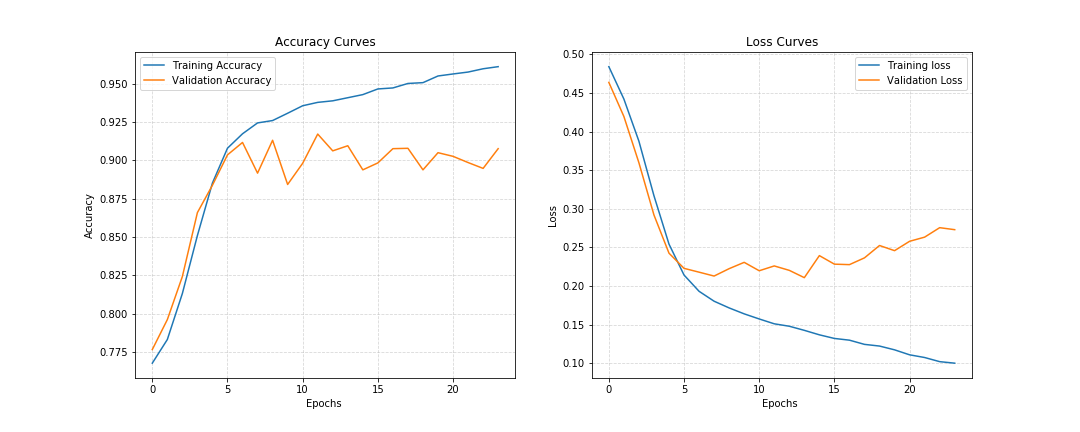 Accuracy Curves
Training Accuracy
Validation Accuracy
0.950
0.925
0.900
0.875
0.850
0.825
0.800
0.775
Accuracy
0 5 10 15 20
Epochs
Loss Curves
Training loss
Validation Loss
0.50
0.45
0.40
0.35
0.30
0.25
0.20
0.15
0.10
Loss
0 5 10 15 20
Epochs